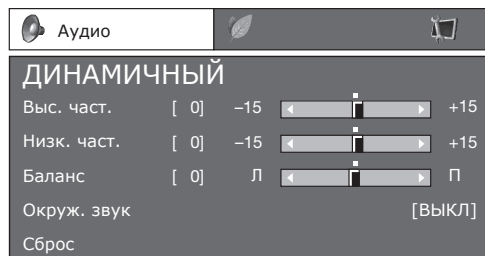 Аудио
ДИНАМИЧНЫЙ
Выс. част. [ 0] –15 +15
Низк. част. [ 0] –15 +15
Баланс [ 0] Л П
Окруж. звук [ВЫКЛ]
Сброс